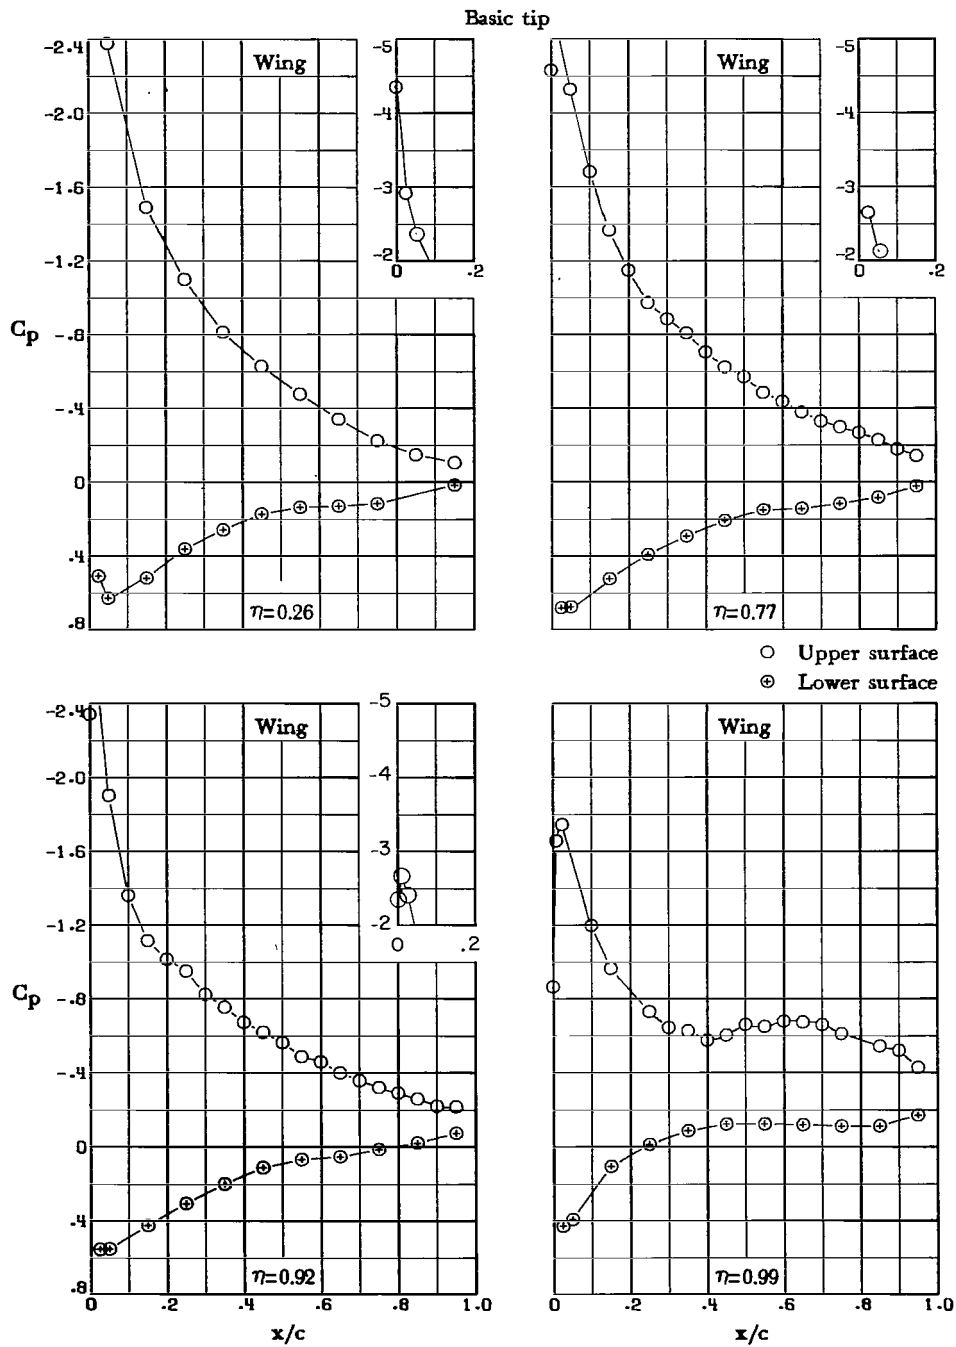 Basic tip
-2.4
-2.0
-1.6
-1.2
-.8
-.4
0
.4
.8
Cp
Wing
-5
-4
-3
-2
0
.2
η=0.26
Wing
-5
-4
-3
-2
0
.2
η=0.77
○ Upper surface
⊕ Lower surface
-2.4
-2.0
-1.6
-1.2
-.8
-.4
0
.4
.8
Cp
Wing
-5
-4
-3
-2
0
.2
η=0.92
0 .2 .4 .6 .8 1.0
x/c
Wing
η=0.99
0 .2 .4 .6 .8 1.0
x/c